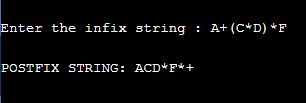 Enter the infix string : A+(C*D)*F
POSTFIX STRING: ACD*F*+